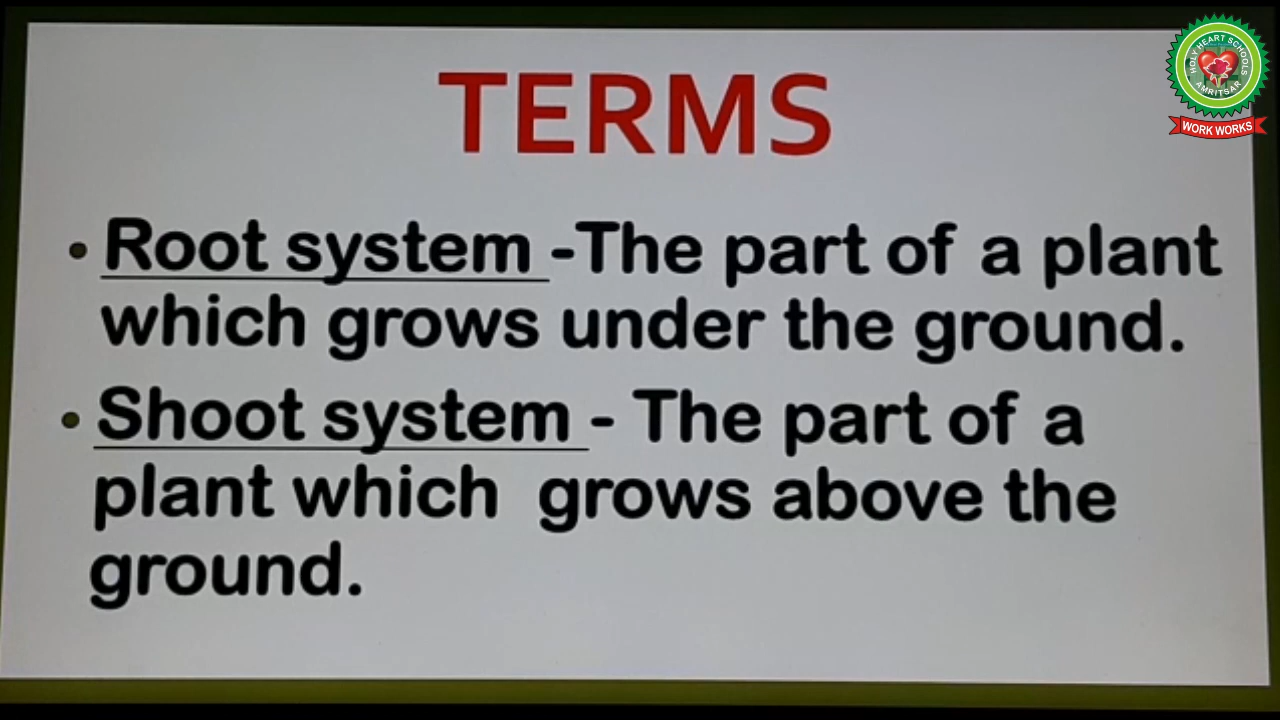 TERMS
HOLY HEART SCHOOLS
AMRITSAR
WORK WORKS
• Root system -The part of a plant
which grows under the ground.
• Shoot system - The part of a
plant which grows above the
ground.